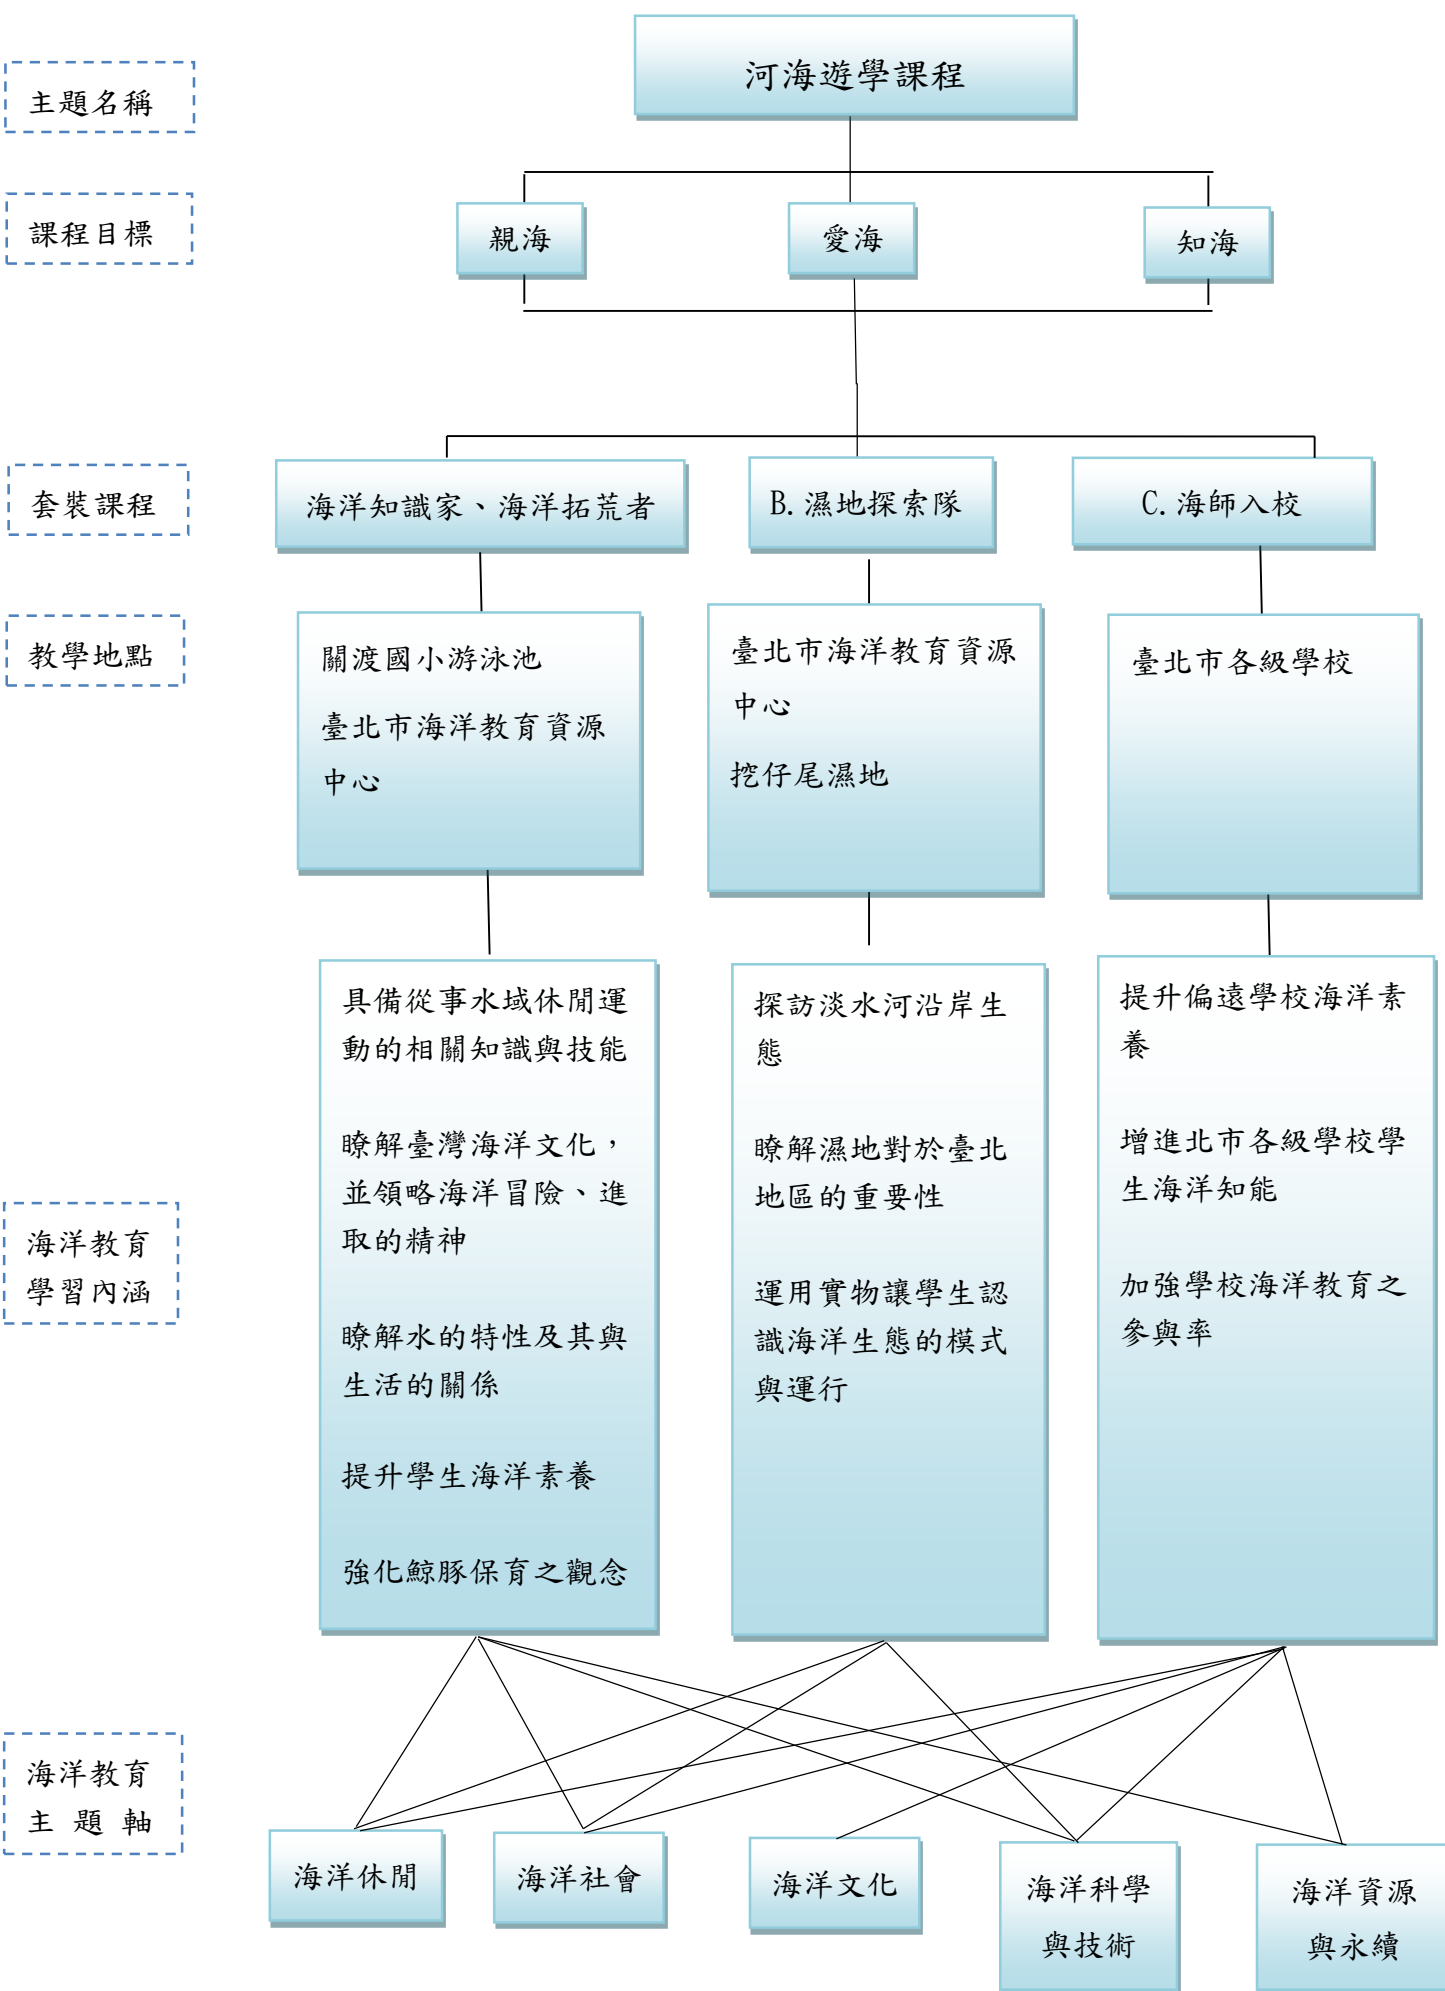 主題名稱
河海遊學課程
課程目標
親海
愛海
知海
套裝課程
海洋知識家、海洋拓荒者
B.濕地探索隊
C.海師入校
教學地點
關渡國小游泳池
臺北市海洋教育資源
中心
臺北市海洋教育資源
中心
挖仔尾濕地
臺北市各級學校
海洋教育
學習內涵
具備從事水域休閒運
動的相關知識與技能
瞭解臺灣海洋文化，
並領略海洋冒險、進
取的精神
瞭解水的特性及其與
生活的關係
提升學生海洋素養
強化鯨豚保育之觀念
探訪淡水河沿岸生
態
瞭解濕地對於臺北
地區的重要性
運用實物讓學生認
識海洋生態的模式
與運行
提升偏遠學校海洋素
養
增進北市各級學校學
生海洋知能
加強學校海洋教育之
參與率
海洋教育
主 題 軸
海洋休閒
海洋社會
海洋文化
海洋科學
與技術
海洋資源
與永續